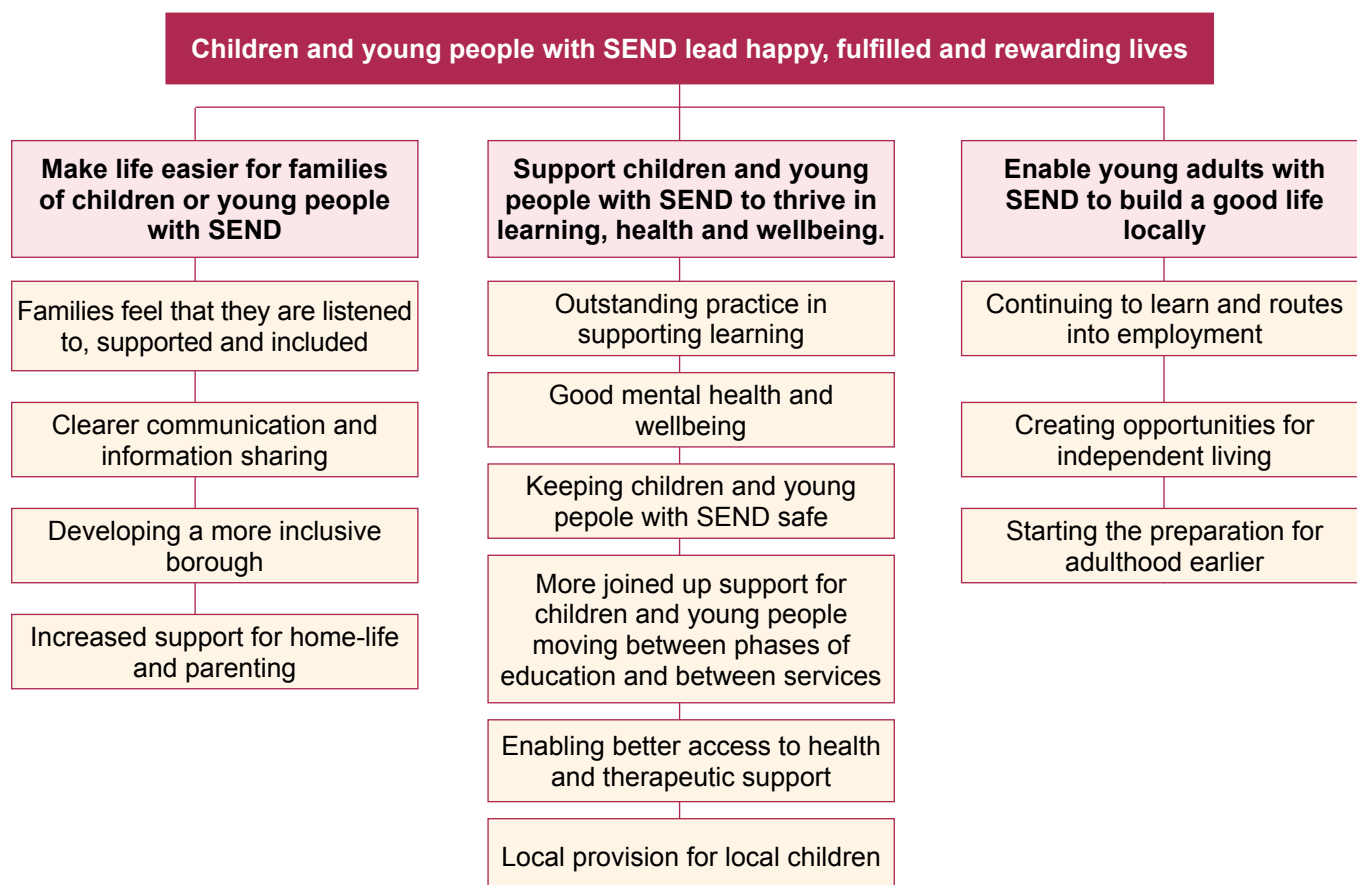 Children and young people with SEND lead happy, fulfilled and rewarding lives
Make life easier for families
of children or young people
with SEND
Families feel that they are listened
to, supported and included
Clearer communication and
information sharing
Developing a more inclusive
borough
Increased support for home-life
and parenting
Support children and young
people with SEND to thrive in
learning, health and wellbeing.
Outstanding practice in
supporting learning
Good mental health and
wellbeing
Keeping children and young
pepole with SEND safe
More joined up support for
children and young people
moving between phases of
education and between services
Enabling better access to health
and therapeutic support
Local provision for local children
Enable young adults with
SEND to build a good life
locally
Continuing to learn and routes
into employment
Creating opportunities for
independent living
Starting the preparation for
adulthood earlier